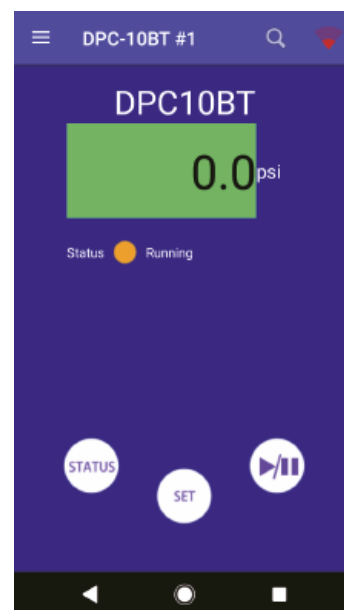 DPC-10BT #1
DPC10BT
0.0 psi
Status Running
STATUS
SET